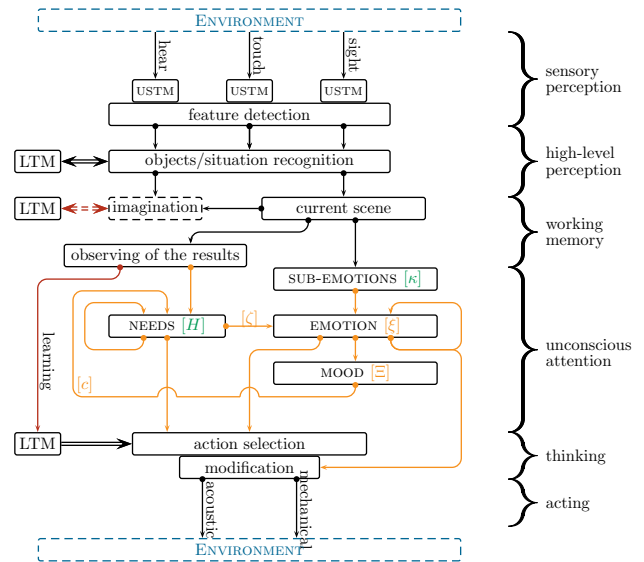 ENVIRONMENT
hear
touch
sight
USTM
USTM
USTM
feature detection
sensory
perception
LTM
objects/situation recognition
high-level
perception
LTM
imagination
current scene
working
memory
observing of the results
SUB-EMOTIONS [κ]
NEEDS [H]
[ζ]
EMOTION [ξ]
learning
unconscious
attention
[c]
MOOD [Ξ]
LTM
action selection
thinking
modification
acoustic
mechanical
acting
ENVIRONMENT